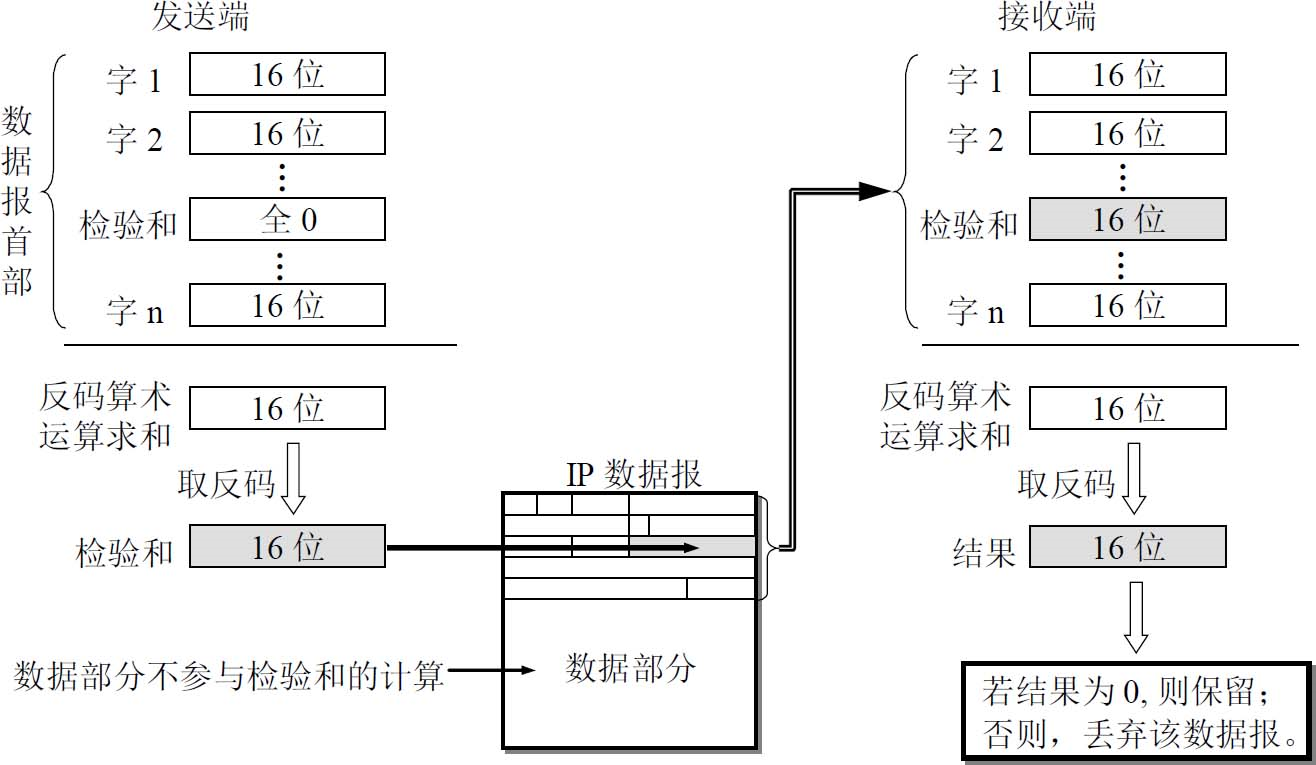 发送端
数据报首部
字 1
16 位
字 2
16 位
检验和
全 0
字 n
16 位
反码算术
运算求和
16 位
取反码
检验和
16 位
数据部分不参与检验和的计算
IP 数据报
数据部分
接收端
字 1
16 位
字 2
16 位
检验和
16 位
字 n
16 位
反码算术
运算求和
16 位
取反码
结果
16 位
若结果为 0, 则保留；
否则，丢弃该数据报。